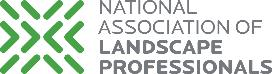 NATIONAL
ASSOCIATION OF
LANDSCAPE
PROFESSIONALS